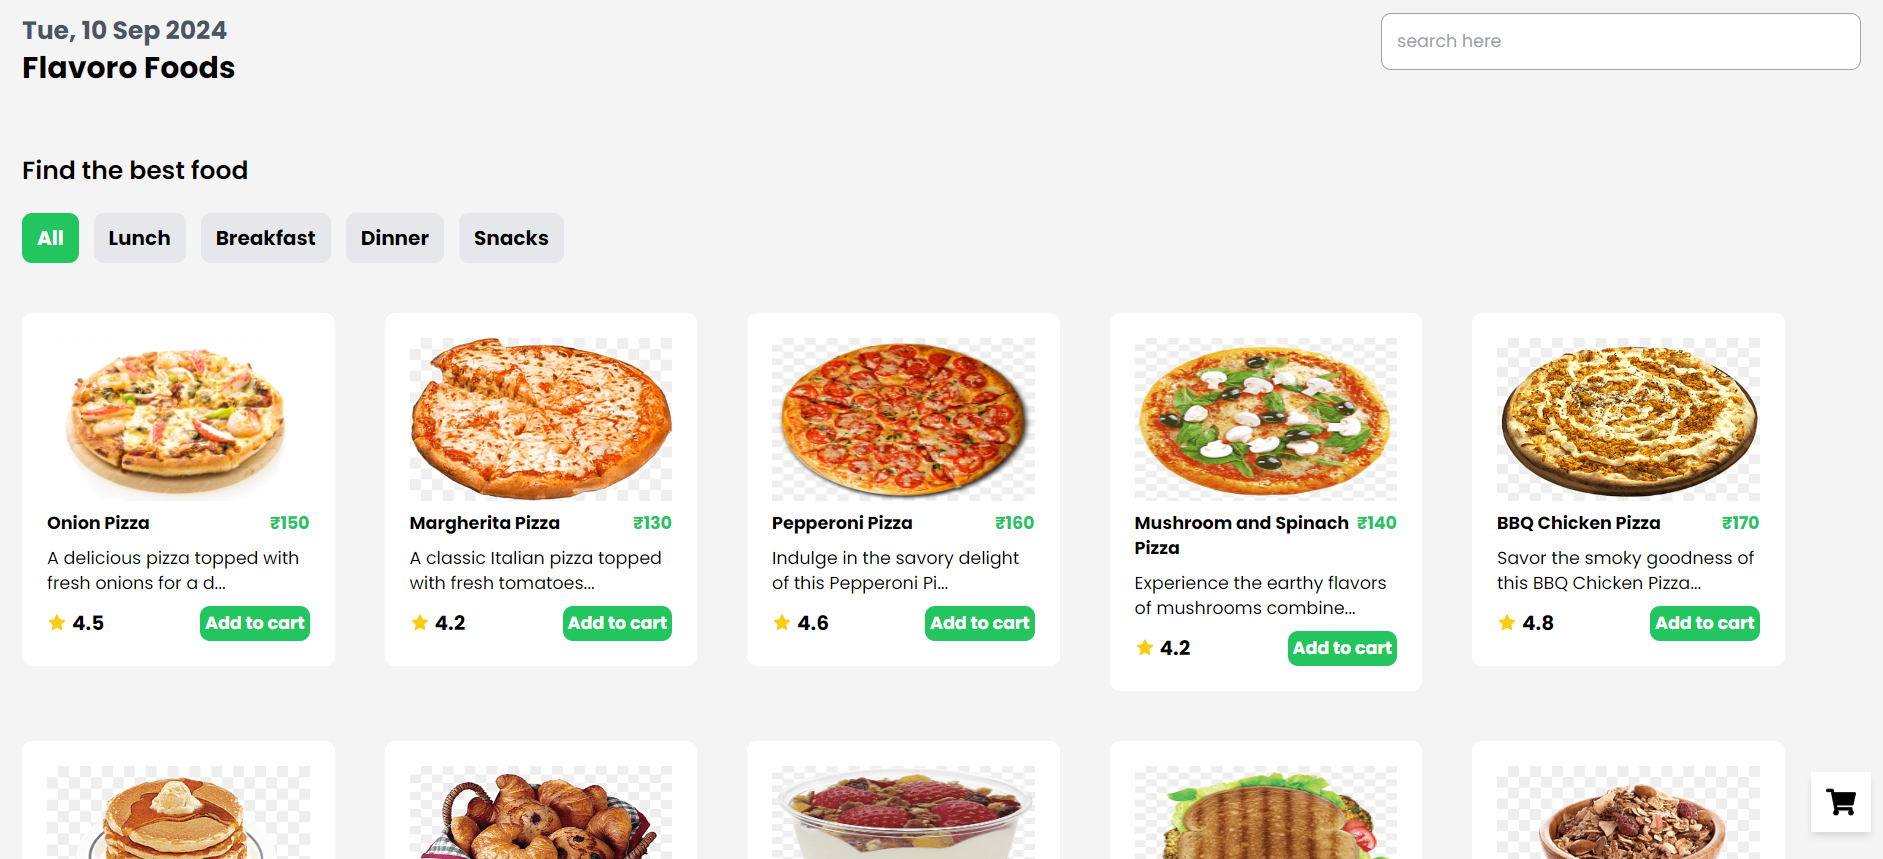 Tue, 10 Sep 2024
Flavoro Foods
search here
Find the best food
All
Lunch
Breakfast
Dinner
Snacks
Onion Pizza
₹150
A delicious pizza topped with
fresh onions for a d...
4.5
Add to cart
Margherita Pizza
₹130
A classic Italian pizza topped
with fresh tomatoes...
4.2
Add to cart
Pepperoni Pizza
₹160
Indulge in the savory delight
of this Pepperoni Pi...
4.6
Add to cart
Mushroom and Spinach
Pizza
₹140
Experience the earthy flavors
of mushrooms combine...
4.2
Add to cart
BBQ Chicken Pizza
₹170
Savor the smoky goodness of
this BBQ Chicken Pizza...
4.8
Add to cart